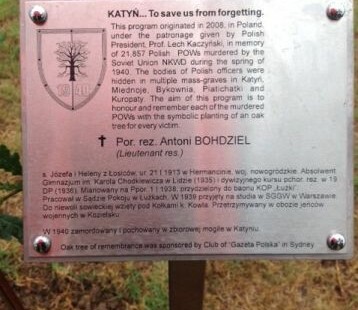 KATYŃ... To save us from forgetting.
This program originated in 2008, in Poland,
under the patronage given by Polish
President, Prof. Lech Kaczyński, in memory
of 21,857 Polish POWs murdered by the
Soviet Union NKWD during the spring of
1940. The bodies of Polish officers were
hidden in multiple mass-graves in Katyń,
Miednoje, Bykownia, Piatichatki and
Kuropaty. The aim of this program is to
honour and remember each of the murdered
POWs with the symbolic planting of an oak
tree for every victim.
1940
† Por. rez. Antoni BOHDZIEL
(Lieutenant res.)
s. Józefa i Heleny z Łosiców, ur. 21 I 1913 w Hermancinie, woj. nowogródzkie. Absolwent
Gimnazjum im. Karola Chodkiewicza w Lidzie (1935) i dywizyjnego kursu pchor. rez. w 19
DP (1936). Mianowany na Ppor. 1 I 1938, przydzielony do baonu KOP „Łużki”.
Pracował w Sądzie Pokoju w Łużkach. W 1939 przyjęty na studia w SGGW w Warszawie.
Do niewoli sowieckiej wzięty pod Kołkami k. Kowla. Przetrzymywany w obozie jeńców
wojennych w Kozielsku.
W 1940 zamordowany i pochowany w zbiorowej mogile w Katyniu.
Oak tree of remembrance was sponsored by Club of 'Gazeta Polska' in Sydney.